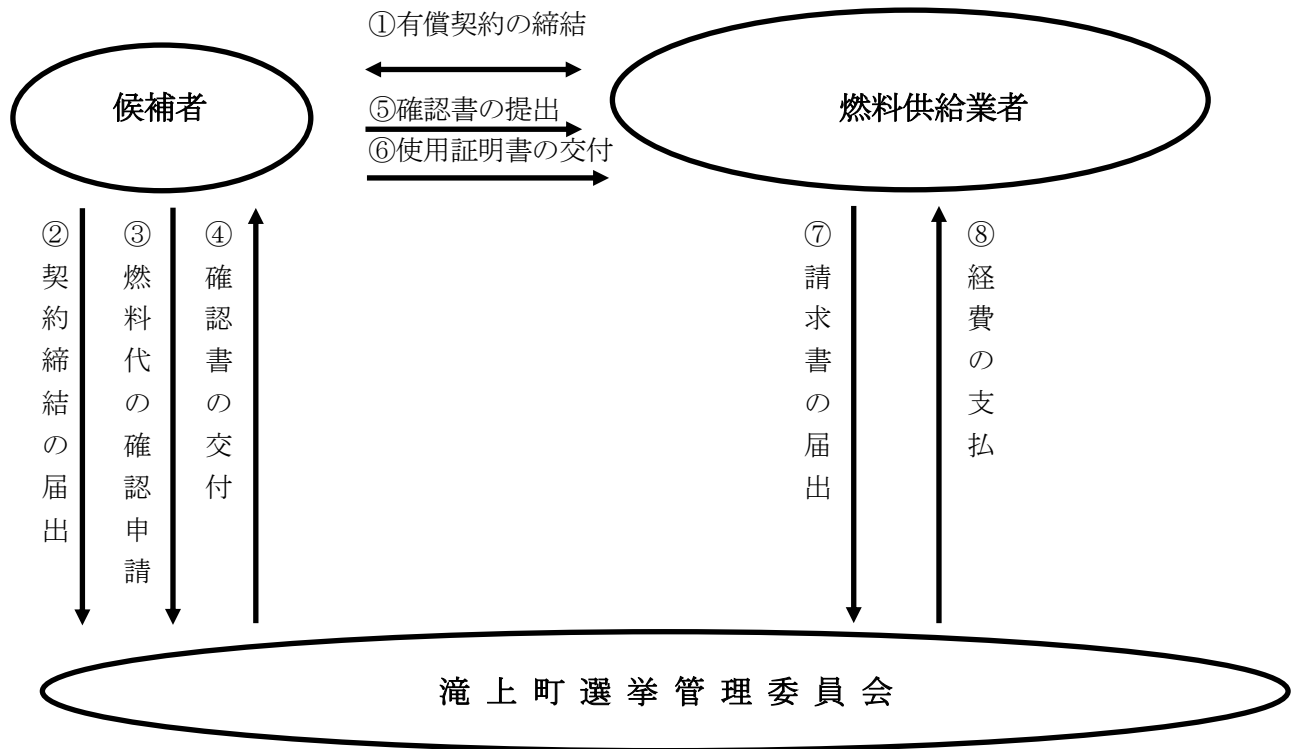 ①有償契約の締結
候補者
燃料供給業者
⑤確認書の提出
⑥使用証明書の交付
②契約締結の届出
③燃料代の確認申請
④確認書の交付
⑦請求書の届出
⑧経費の支払
滝上町選挙管理委員会